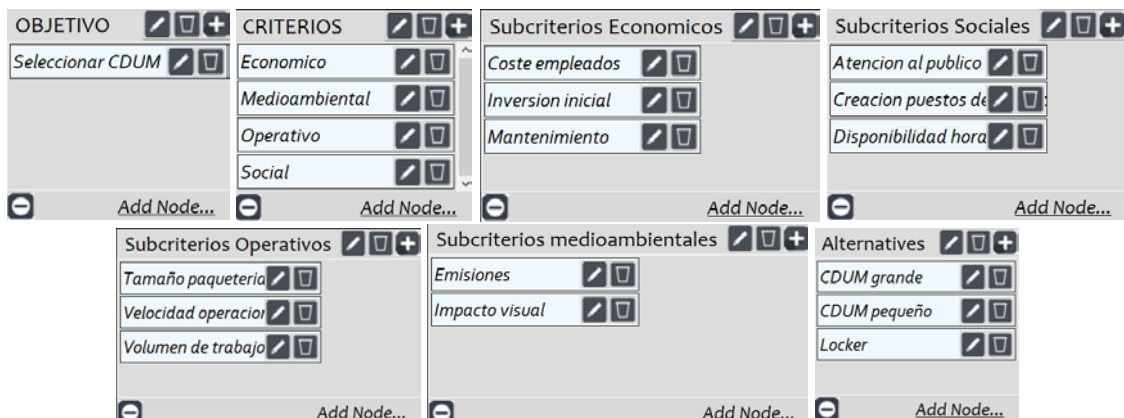 OBJETIVO
Seleccionar CDUM
Add Node...
CRITERIOS
Economico
Medioambiental
Operativo
Social
Add Node...
Subcriterios Economicos
Coste empleados
Inversion inicial
Mantenimiento
Add Node...
Subcriterios Sociales
Atencion al publico
Creacion puestos de
Disponibilidad hora
Add Node...
Subcriterios Operativos
Tamaño paqueteria
Velocidad operacion
Volumen de trabajo
Add Node...
Subcriterios medioambientales
Emisiones
Impacto visual
Add Node...
Alternatives
CDUM grande
CDUM pequeño
Locker
Add Node...